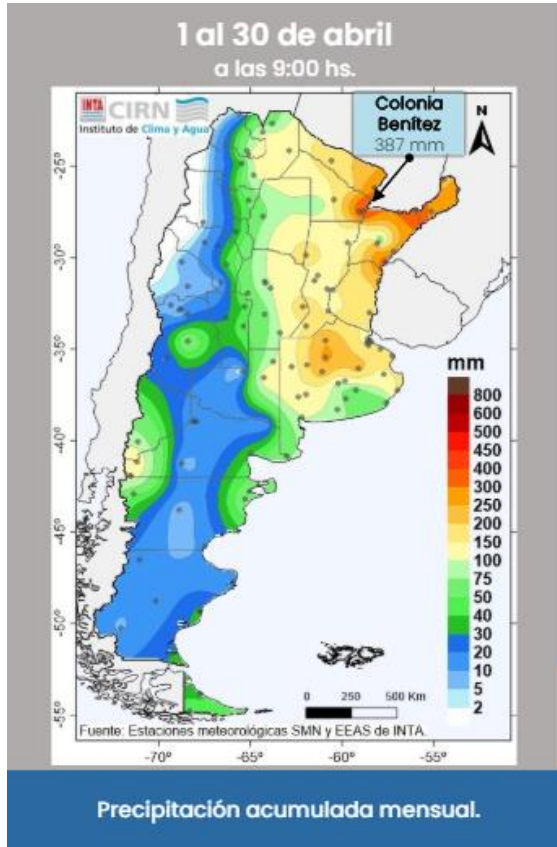 1 al 30 de abril
a las 9:00 hs.
INTA CIRN
Instituto de Clima y Agua
Colonia
Benítez
387 mm
N
-25°
-30°
-35°
-40°
-45°
-50°
-55°
mm
800
600
500
450
400
300
250
200
150
100
75
50
40
30
20
10
5
2
0 250 500 Km
Fuente: Estaciones meteorológicas SMN y EEAS de INTA.
-70° -65° -60° -55°
Precipitación acumulada mensual.